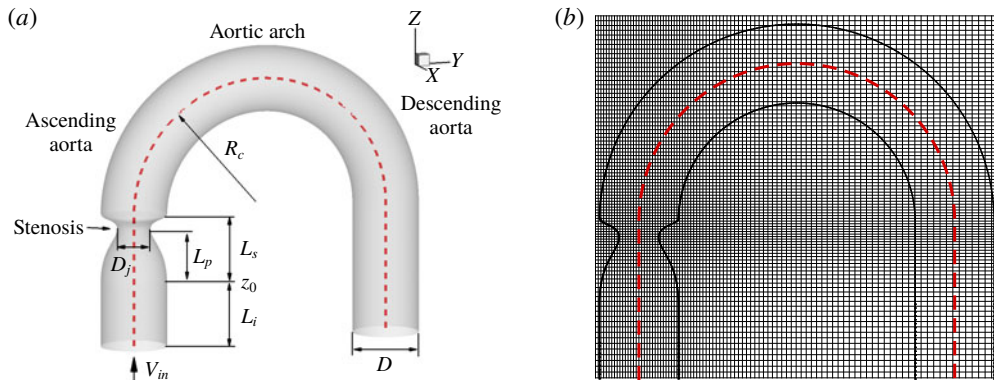 (a)
Aortic arch
Z
Y
X
Ascending
aorta
Descending
aorta
R_c
Stenosis
D_j
L_p
L_s
z_0
L_i
V_in
D
(b)